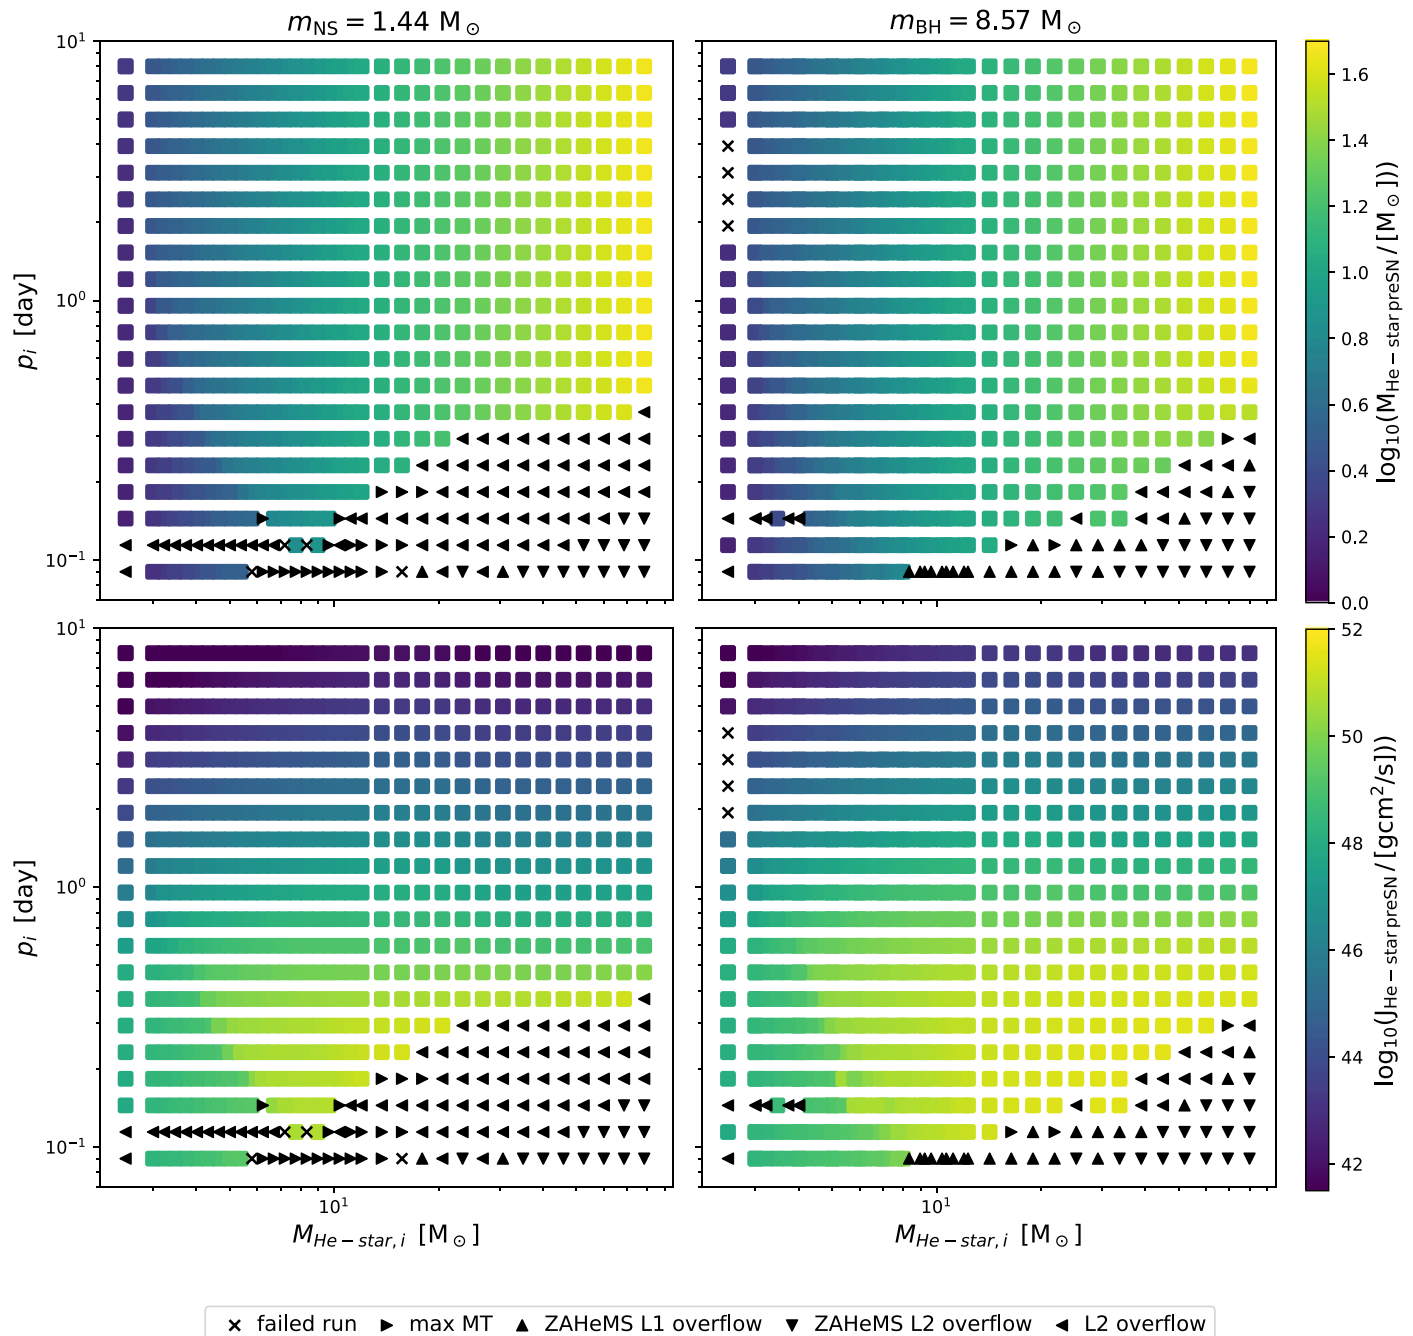 m_NS = 1.44 M_⊙
m_BH = 8.57 M_⊙
10^1
10^0
10^-1
p_i [day]
1.6
1.4
1.2
1.0
0.8
0.6
0.4
0.2
0.0
log_10(M_He−star preSN / [M_⊙]))
10^1
10^0
10^-1
p_i [day]
52
50
48
46
44
42
log_10(J_He−star preSN / [gcm^2/s]))
10^1
10^1
M_He−star,i [M_⊙]
M_He−star,i [M_⊙]
failed run
max MT
ZAHeMS L1 overflow
ZAHeMS L2 overflow
L2 overflow